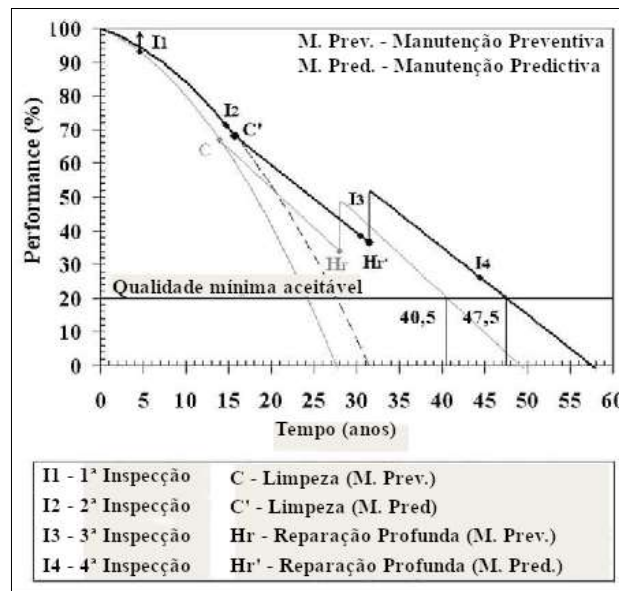 M. Prev. - Manutenção Preventiva
M. Pred. - Manutenção Predictiva
Performance (%)
100
90
80
70
60
50
40
30
20
10
0
I1
I2
C'
C
I3
Hr
Hr'
I4
Qualidade mínima aceitável
40,5
47,5
0 5 10 15 20 25 30 35 40 45 50 55 60
Tempo (anos)
I1 - 1ª Inspecção
I2 - 2ª Inspecção
I3 - 3ª Inspecção
I4 - 4ª Inspecção
C - Limpeza (M. Prev.)
C' - Limpeza (M. Pred)
Hr - Reparação Profunda (M. Prev.)
Hr' - Reparação Profunda (M. Pred.)